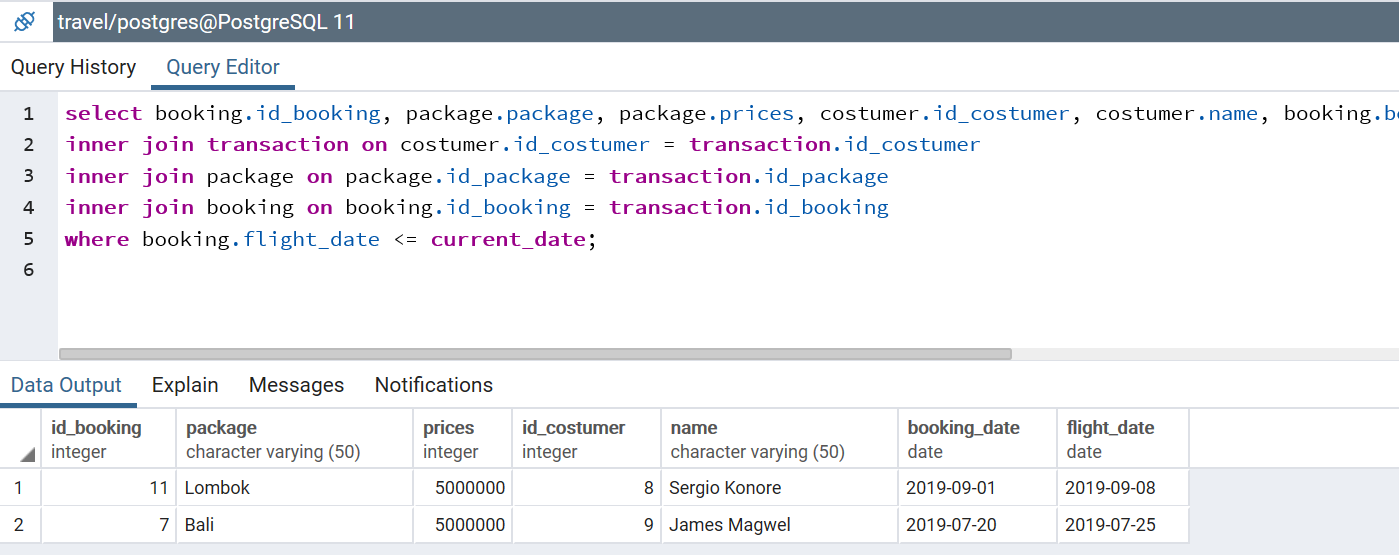 travel/postgres@PostgreSQL 11
Query History Query Editor
1 select booking.id_booking, package.package, package.prices, costumer.id_costumer, costumer.name, booking.
2 inner join transaction on costumer.id_costumer = transaction.id_costumer
3 inner join package on package.id_package = transaction.id_package
4 inner join booking on booking.id_booking = transaction.id_booking
5 where booking.flight_date <= current_date;
6
Data Output Explain Messages Notifications
id_booking package prices id_costumer name booking_date flight_date
integer character varying (50) integer integer character varying (50) date date
1 11 Lombok 5000000 8 Sergio Konore 2019-09-01 2019-09-08
2 7 Bali 5000000 9 James Magwel 2019-07-20 2019-07-25